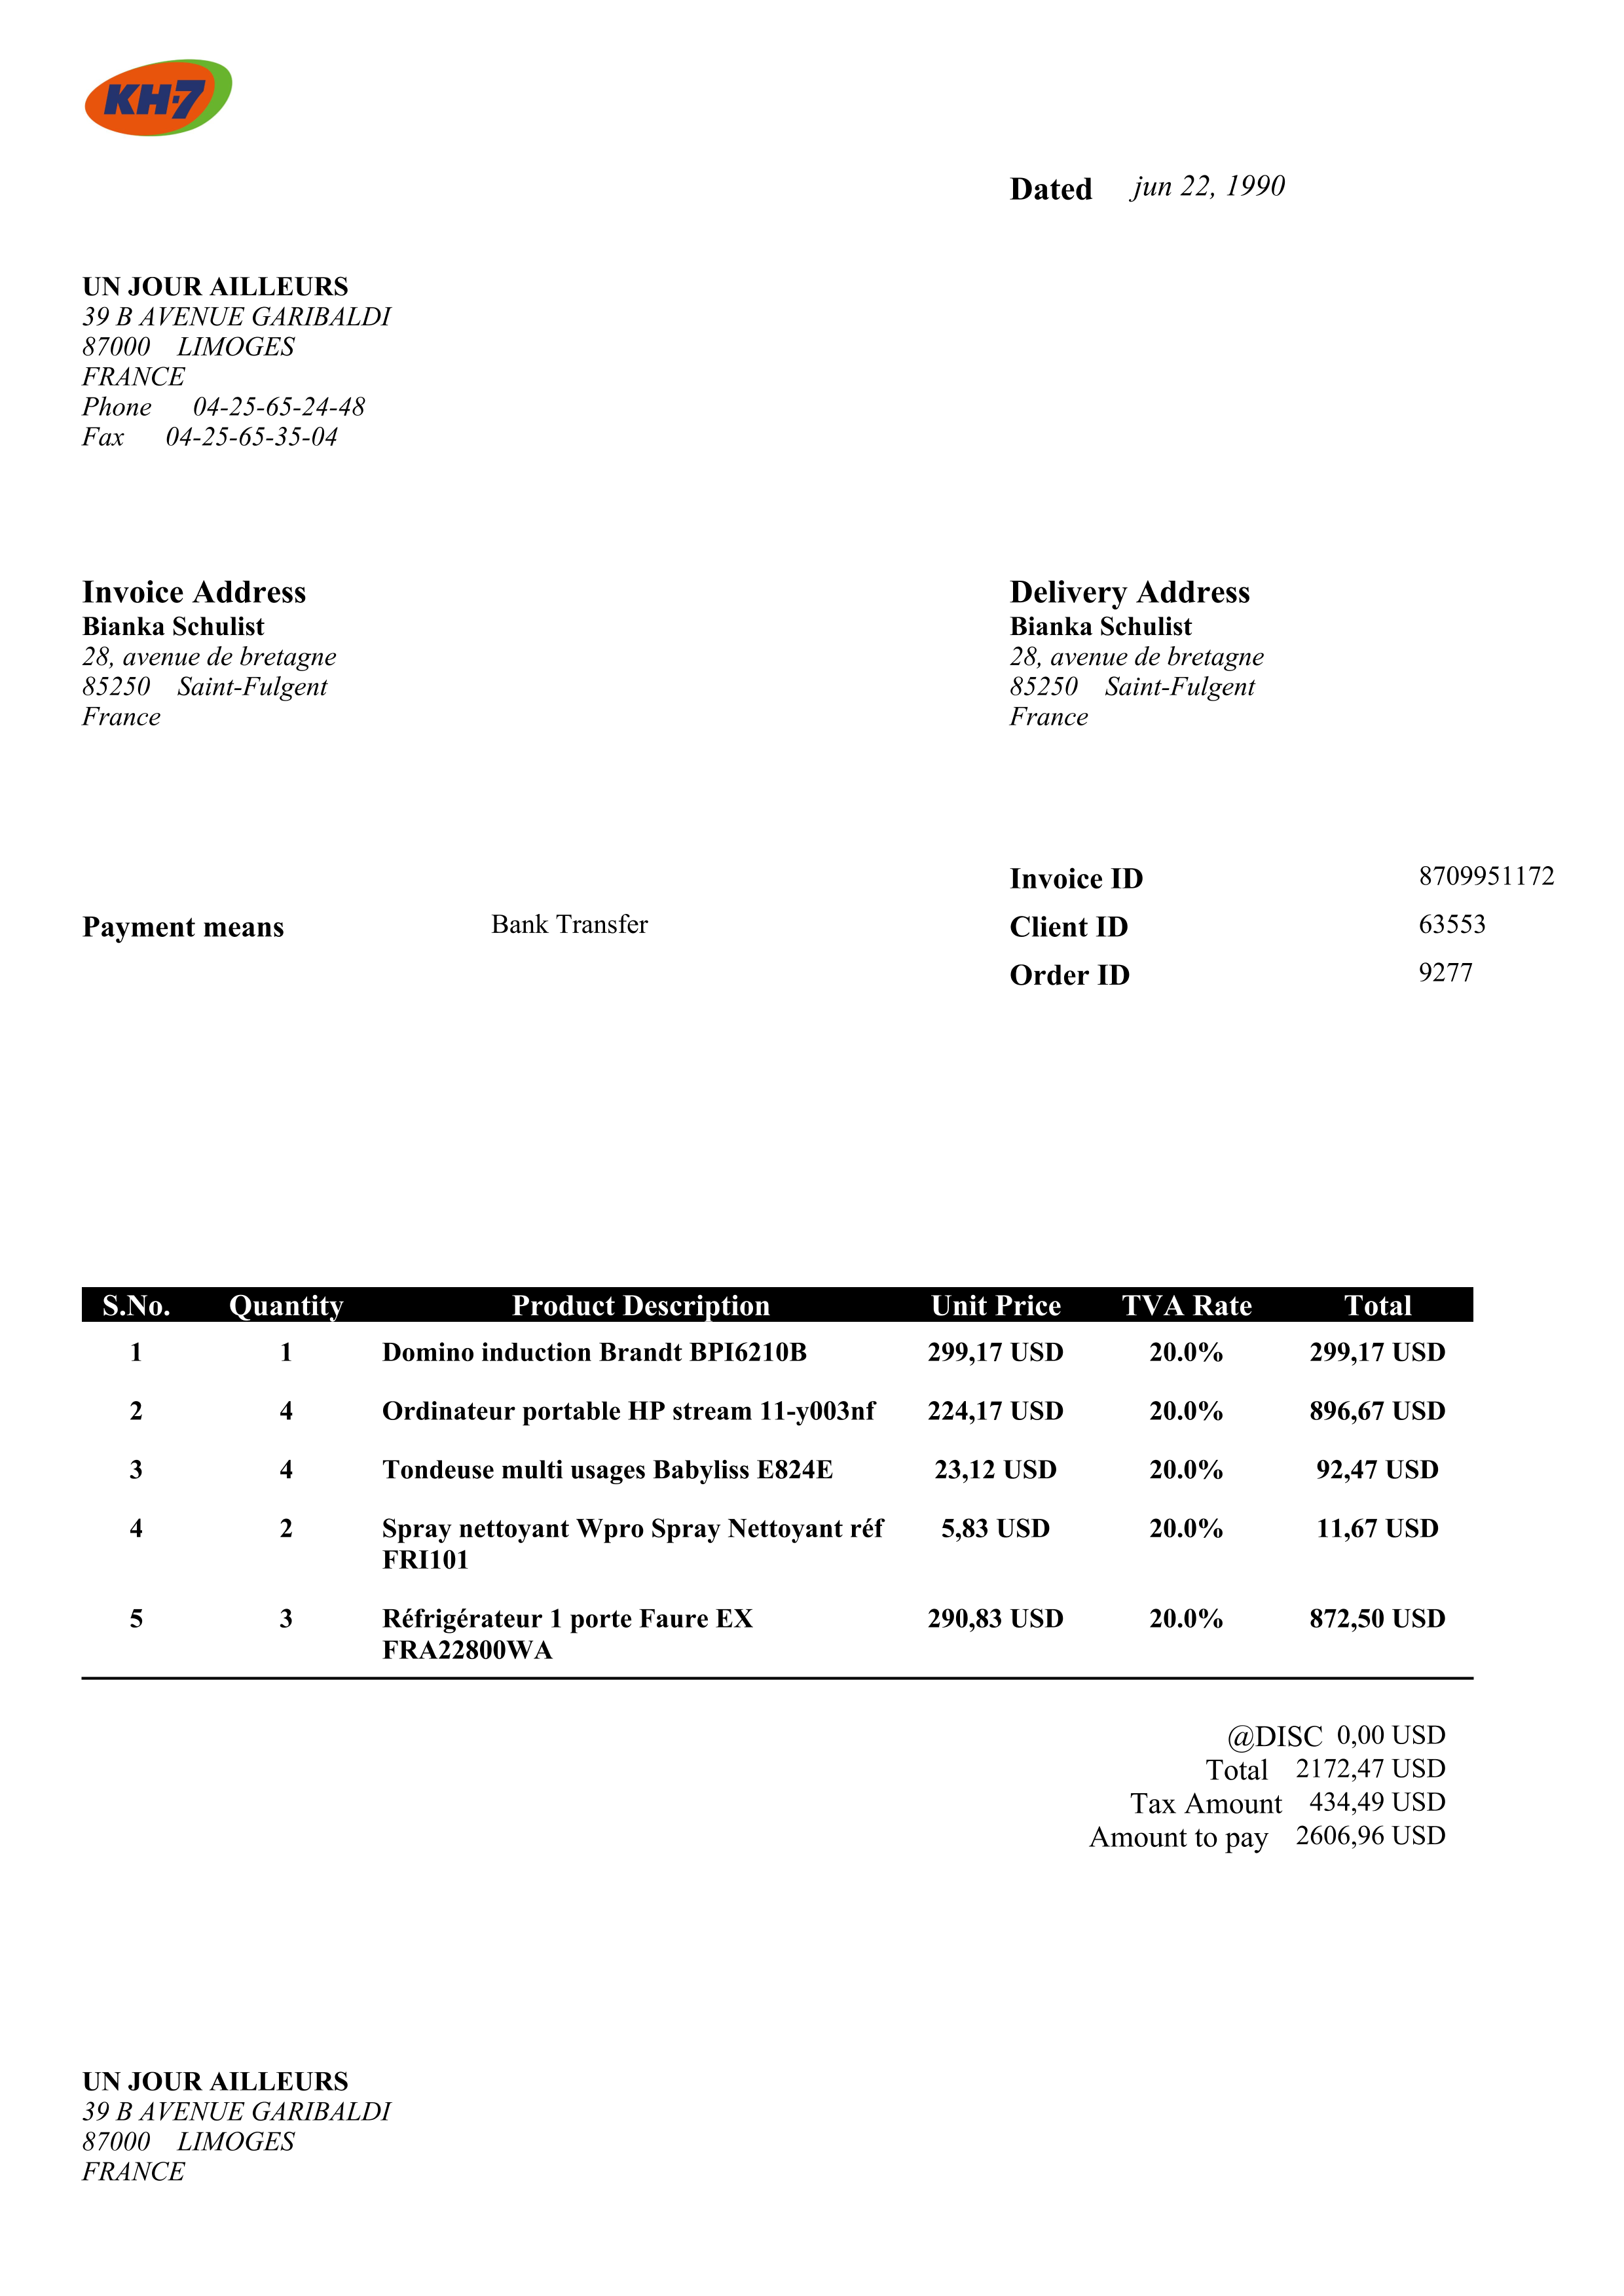 KH-7
Dated jun 22, 1990
UN JOUR AILLEURS
39 B AVENUE GARIBALDI
87000 LIMOGES
FRANCE
Phone 04-25-65-24-48
Fax 04-25-65-35-04
Invoice Address
Bianka Schulist
28, avenue de bretagne
85250 Saint-Fulgent
France
Delivery Address
Bianka Schulist
28, avenue de bretagne
85250 Saint-Fulgent
France
Invoice ID 8709951172
Payment means Bank Transfer Client ID 63553
Order ID 9277
S.No. Quantity Product Description Unit Price TVA Rate Total
1 1 Domino induction Brandt BPI6210B 299,17 USD 20.0% 299,17 USD
2 4 Ordinateur portable HP stream 11-y003nf 224,17 USD 20.0% 896,67 USD
3 4 Tondeuse multi usages Babyliss E824E 23,12 USD 20.0% 92,47 USD
4 2 Spray nettoyant Wpro Spray Nettoyant réf 5,83 USD 20.0% 11,67 USD
FRI101
5 3 Réfrigérateur 1 porte Faure EX 290,83 USD 20.0% 872,50 USD
FRA22800WA
@DISC 0,00 USD
Total 2172,47 USD
Tax Amount 434,49 USD
Amount to pay 2606,96 USD
UN JOUR AILLEURS
39 B AVENUE GARIBALDI
87000 LIMOGES
FRANCE